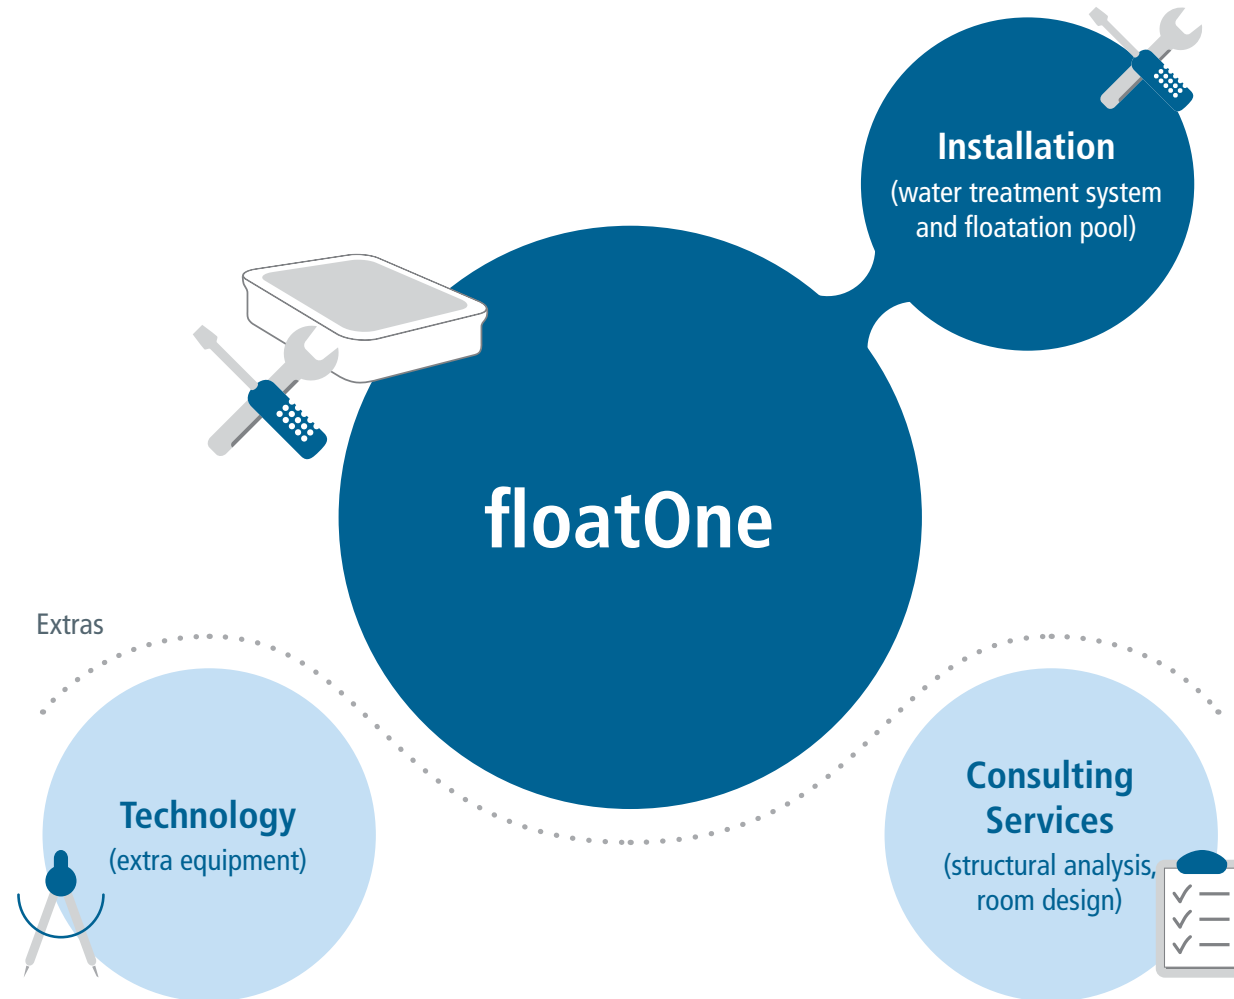 Installation
(water treatment system
and floatation pool)
floatOne
Extras
Technology
(extra equipment)
Consulting
Services
(structural analysis,
room design)